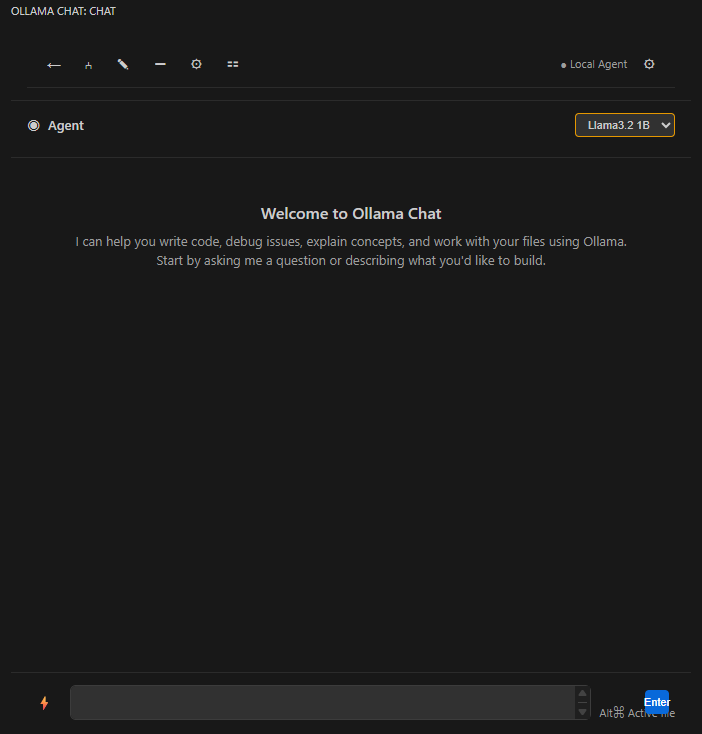 OLLAMA CHAT: CHAT
● Local Agent
Agent
Llama3.2 1B
Welcome to Ollama Chat
I can help you write code, debug issues, explain concepts, and work with your files using Ollama.
Start by asking me a question or describing what you'd like to build.
Enter
Alt⌘ Active file